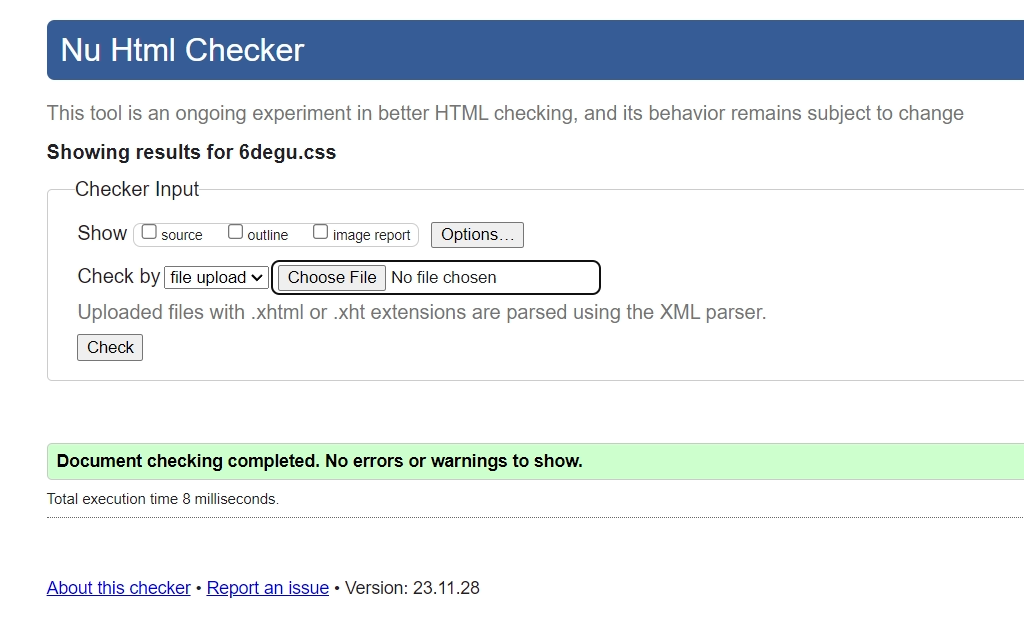 Nu Html Checker
This tool is an ongoing experiment in better HTML checking, and its behavior remains subject to change
Showing results for 6degu.css
Checker Input
Show source outline image report Options...
Check by file upload Choose File No file chosen
Uploaded files with .xhtml or .xht extensions are parsed using the XML parser.
Check
Document checking completed. No errors or warnings to show.
Total execution time 8 milliseconds.
About this checker • Report an issue • Version: 23.11.28